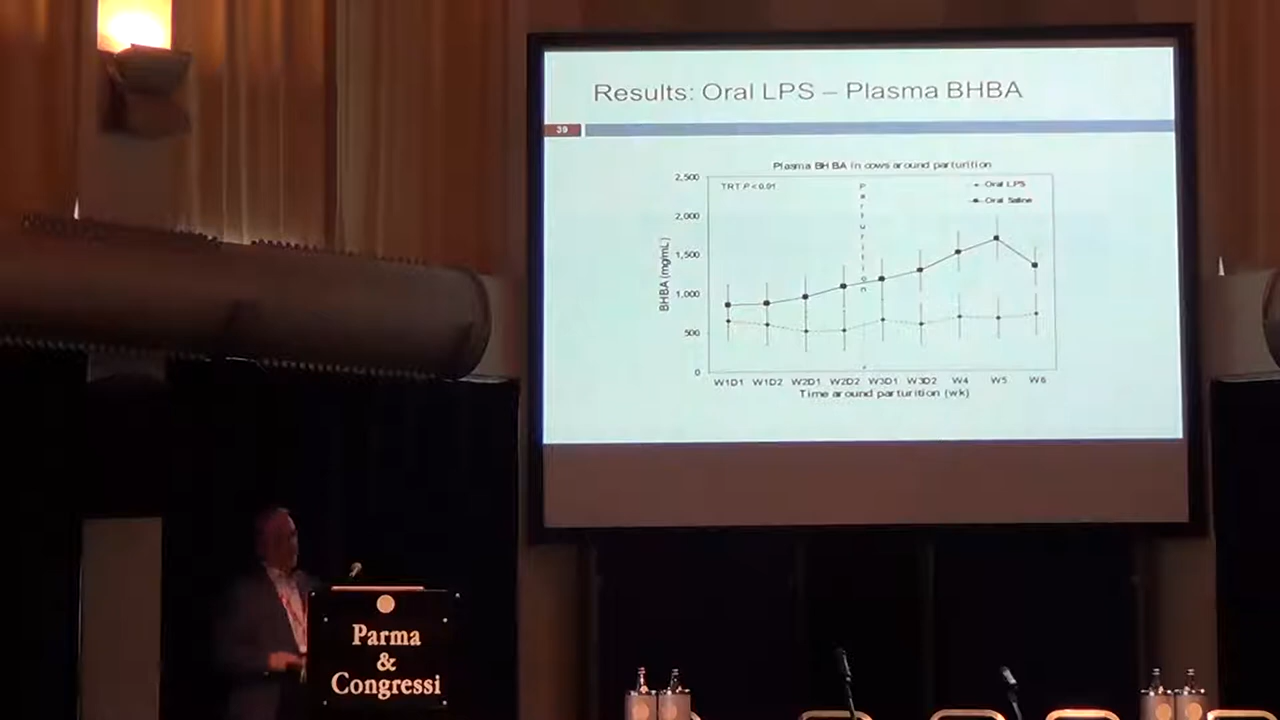 Results: Oral LPS – Plasma BHBA
39
Plasma BHBA in cows around parturition
2,500
2,000
1,500
1,000
500
0
BHBA (mg/mL)
TRT P < 0.01
Parturition
Oral LPS
Oral Saline
W1D1 W1D2 W2D1 W2D2 W3D1 W3D2 W4 W5 W6
Time around parturition (wk)
Parma
&
Congressi